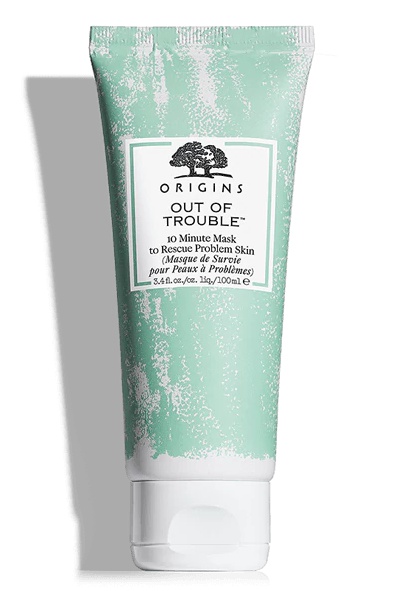 ORIGINS
OUT OF
TROUBLE™
10 Minute Mask
to Rescue Problem Skin
(Masque de Survie
pour Peaux à Problèmes)
3.4 fl.oz./oz. liq./100ml ℮